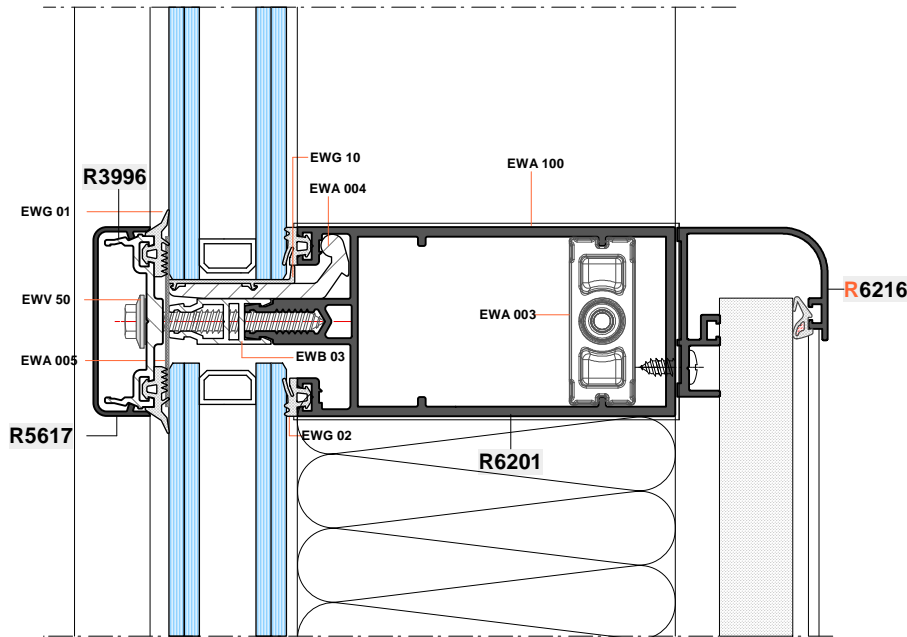 EWG 10
EWA 100
R3996
EWA 004
EWG 01
R6216
EWV 50
EWA 003
EWB 03
EWA 005
R5617
EWG 02
R6201